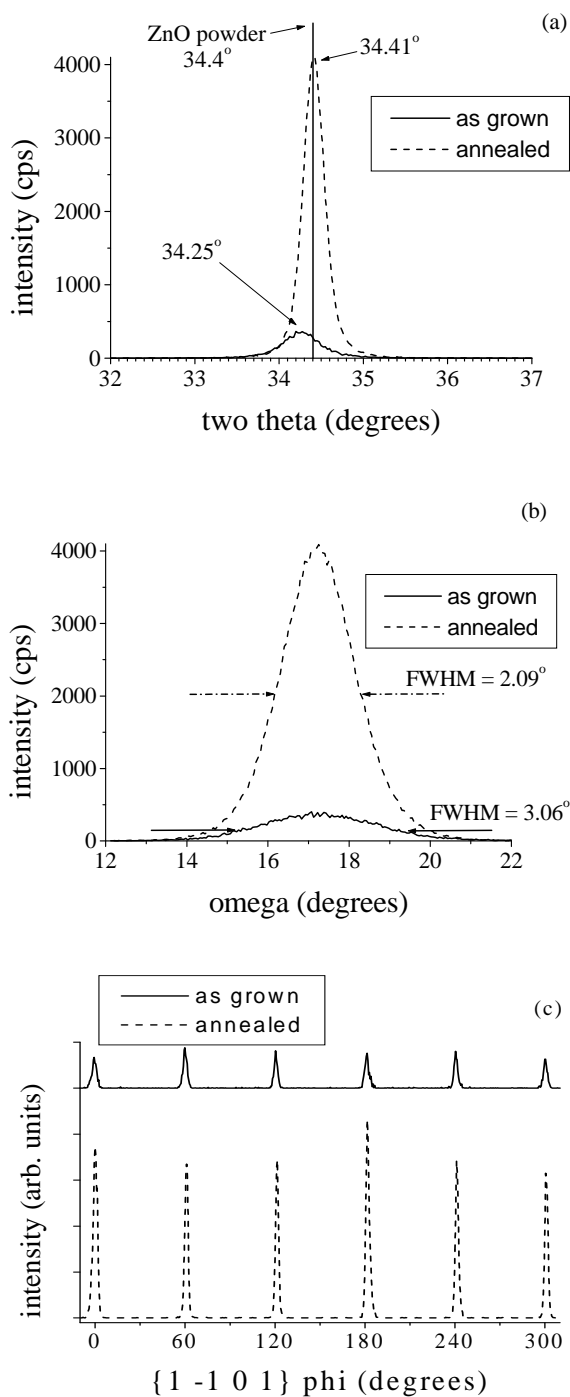 (a)
ZnO powder
34.4°
34.41°
as grown
annealed
34.25°
intensity (cps)
4000
3000
2000
1000
0
32 33 34 35 36 37
two theta (degrees)
(b)
4000
3000
2000
1000
0
intensity (cps)
as grown
annealed
FWHM = 2.09°
FWHM = 3.06°
12 14 16 18 20 22
omega (degrees)
as grown
annealed
(c)
intensity (arb. units)
0 60 120 180 240 300
{1 -1 0 1} phi (degrees)